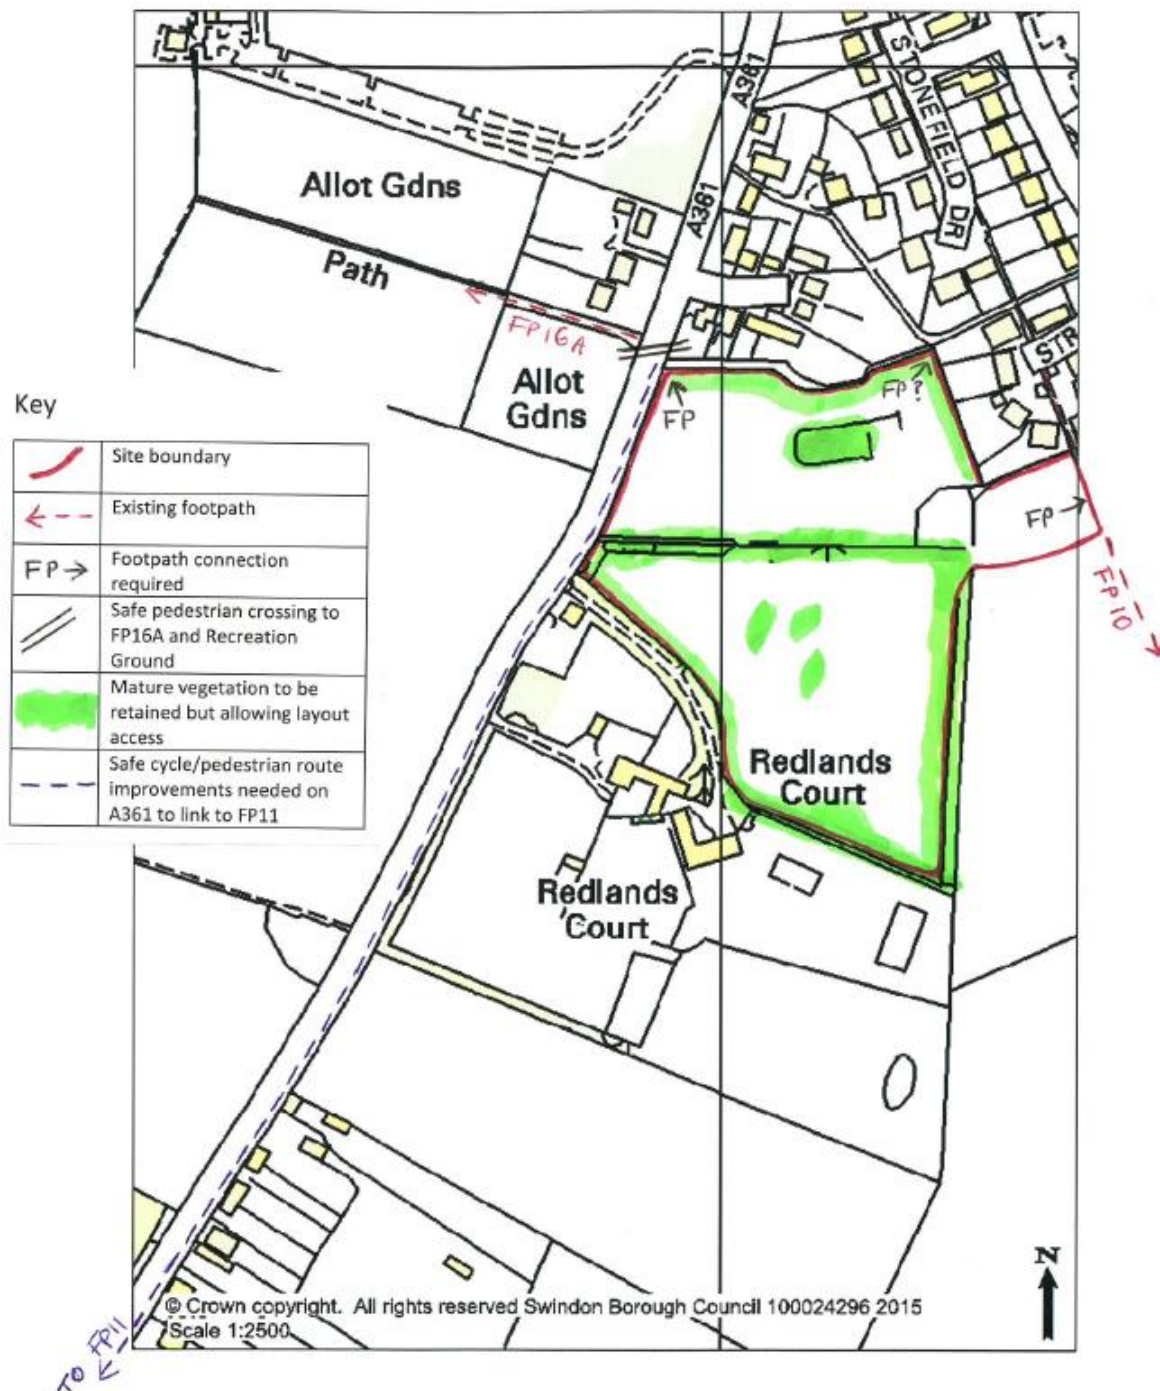 A361
STONEFIELD DR
A361
Allot Gdns
Path
FP16A
Allot
Gdns
STR
FP
FP?
FP
FP10
Key
Site boundary
Existing footpath
FP → Footpath connection
required
Safe pedestrian crossing to
FP16A and Recreation
Ground
Mature vegetation to be
retained but allowing layout
access
Safe cycle/pedestrian route
improvements needed on
A361 to link to FP11
Redlands
Court
Redlands
Court
N
© Crown copyright. All rights reserved Swindon Borough Council 100024296 2015
Scale 1:2500
TO FP11